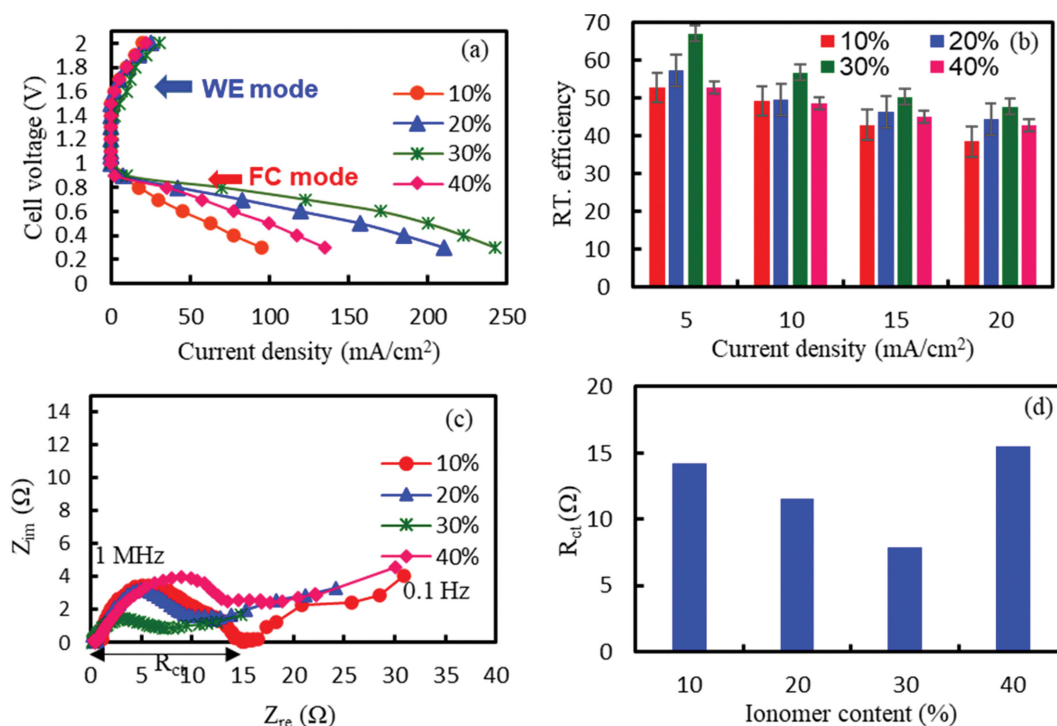 (a)
Cell voltage (V)
2
1.8
1.6
1.4
1.2
1
0.8
0.6
0.4
0.2
0
WE mode
FC mode
10%
20%
30%
40%
0 50 100 150 200 250
Current density (mA/cm²)
(b)
RT. efficiency
70
60
50
40
30
20
10
0
10% 20%
30% 40%
5 10 15 20
Current density (mA/cm²)
(c)
Z_im (Ω)
14
12
10
8
6
4
2
0
10%
20%
30%
40%
1 MHz
0.1 Hz
R_ct
0 5 10 15 20 25 30 35 40
Z_re (Ω)
(d)
R_ct (Ω)
20
15
10
5
0
10 20 30 40
Ionomer content (%)